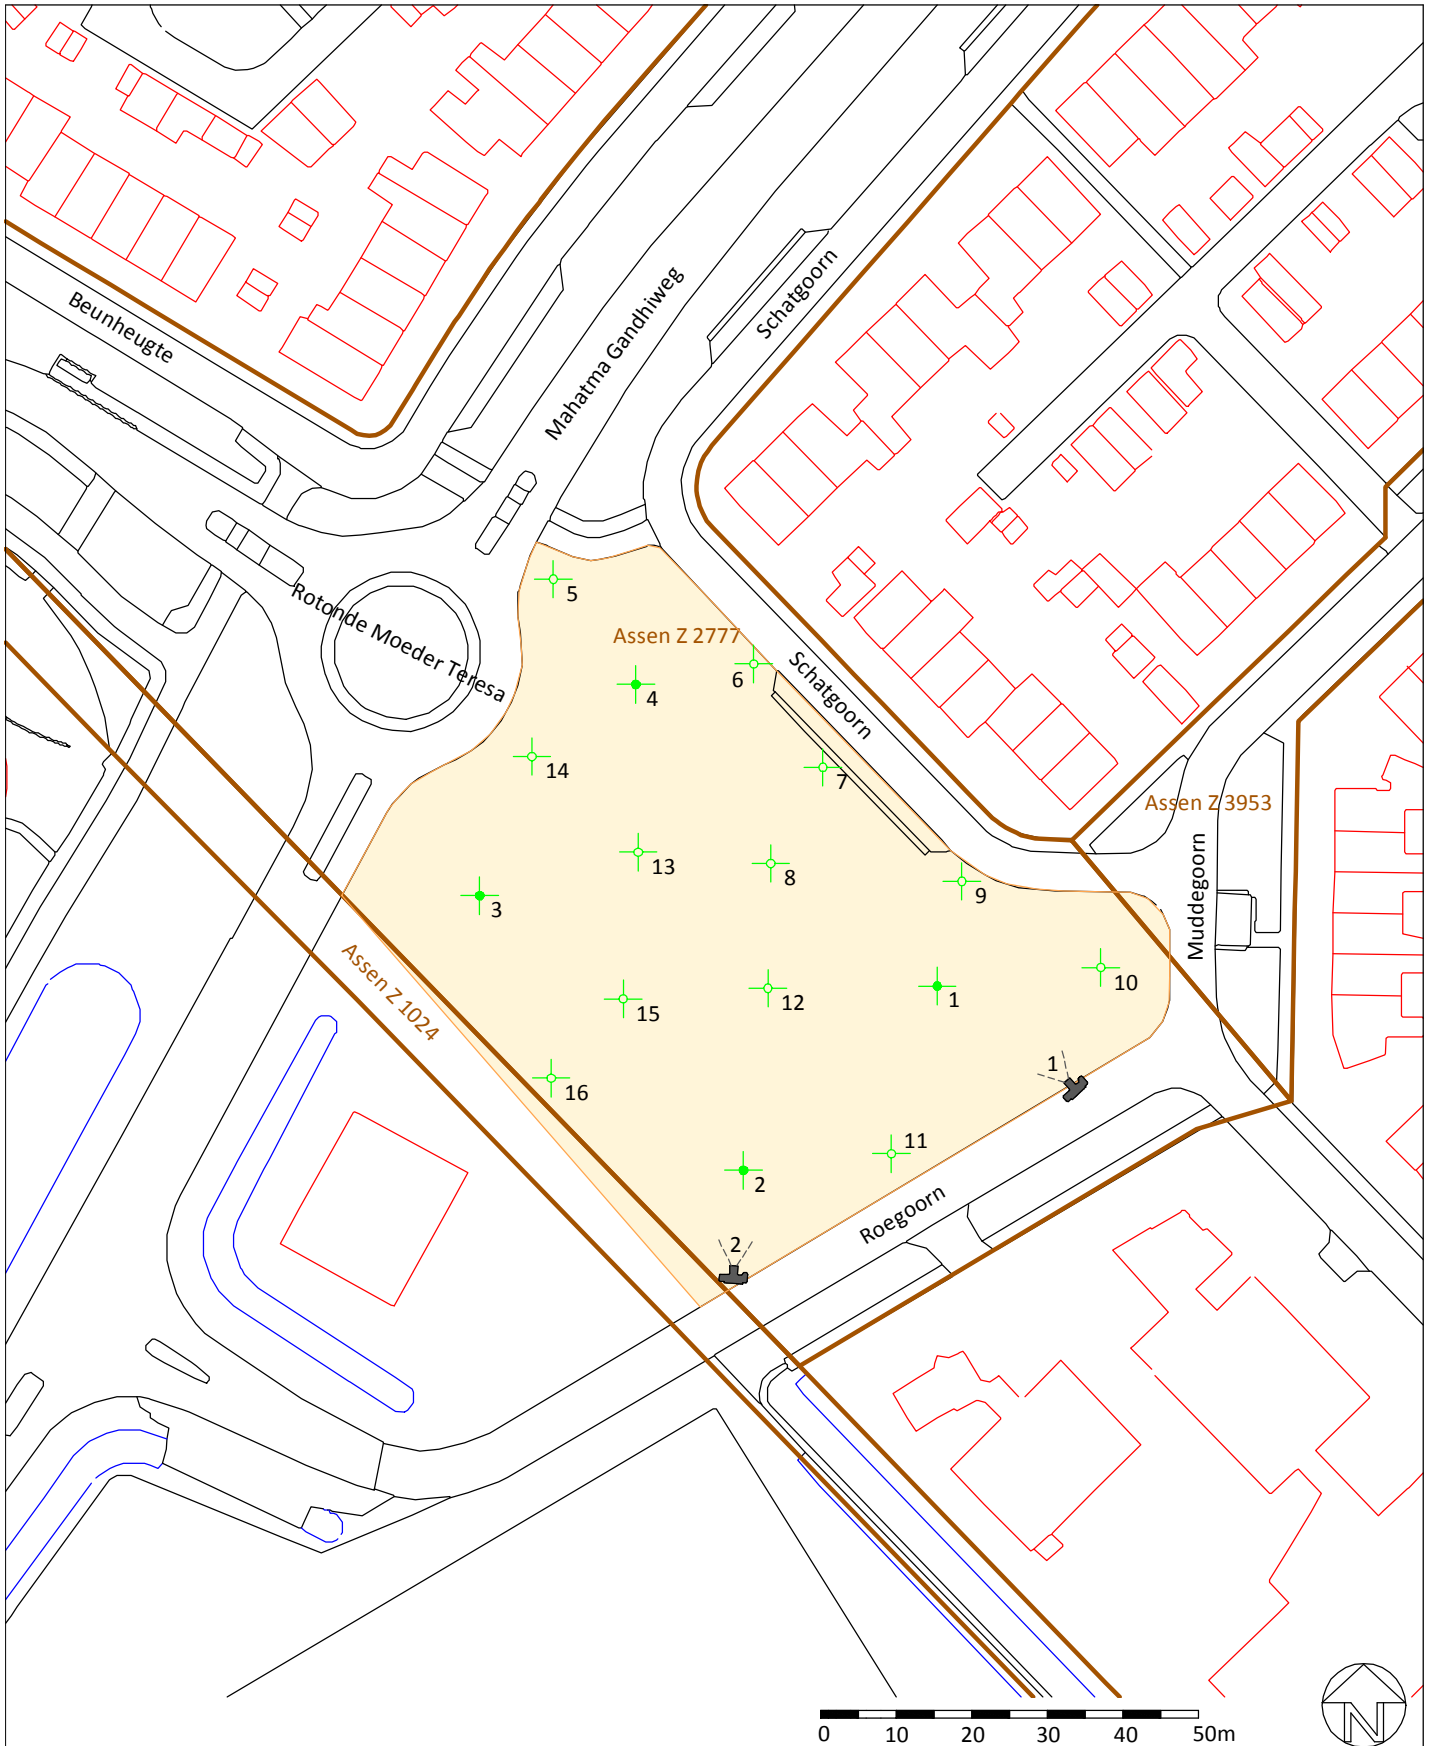 Beunheugte
Mahatma Gandhiweg
Schatgoorn
Rotonde Moeder Teresa
5
Assen Z 2777
6
Schatgoorn
4
14
7
Assen Z 3953
13
8
Muddegoorn
3
9
Assen Z 1024
10
15
12
1
1
16
11
2
Roegoorn
2
0 10 20 30 40 50m
N